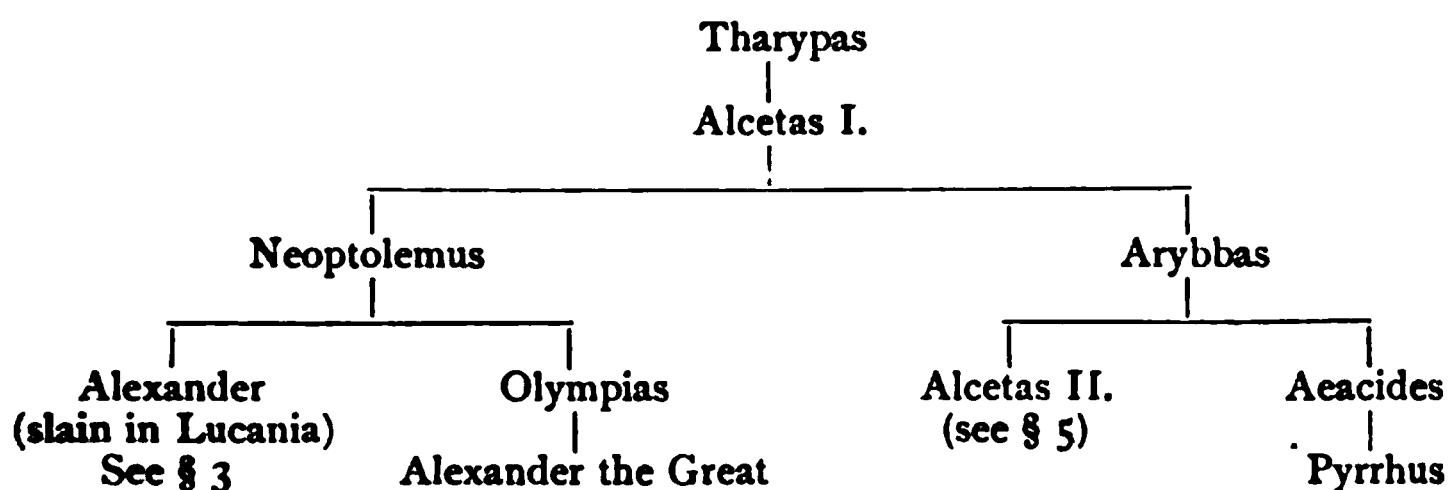 Tharypas
Alcetas I.
Neoptolemus Arybbas
Alexander Olympias Alcetas II. Aeacides
(slain in Lucania) (see § 5)
See § 3 Alexander the Great Pyrrhus